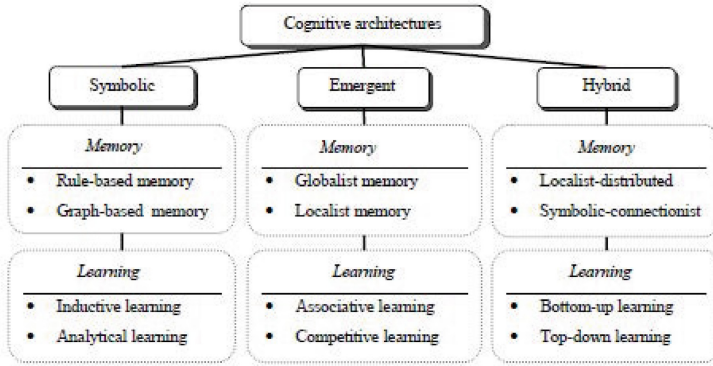 Cognitive architectures
Symbolic
Emergent
Hybrid
Memory
• Rule-based memory
• Graph-based memory
Memory
• Globalist memory
• Localist memory
Memory
• Localist-distributed
• Symbolic-connectionist
Learning
• Inductive learning
• Analytical learning
Learning
• Associative learning
• Competitive learning
Learning
• Bottom-up learning
• Top-down learning